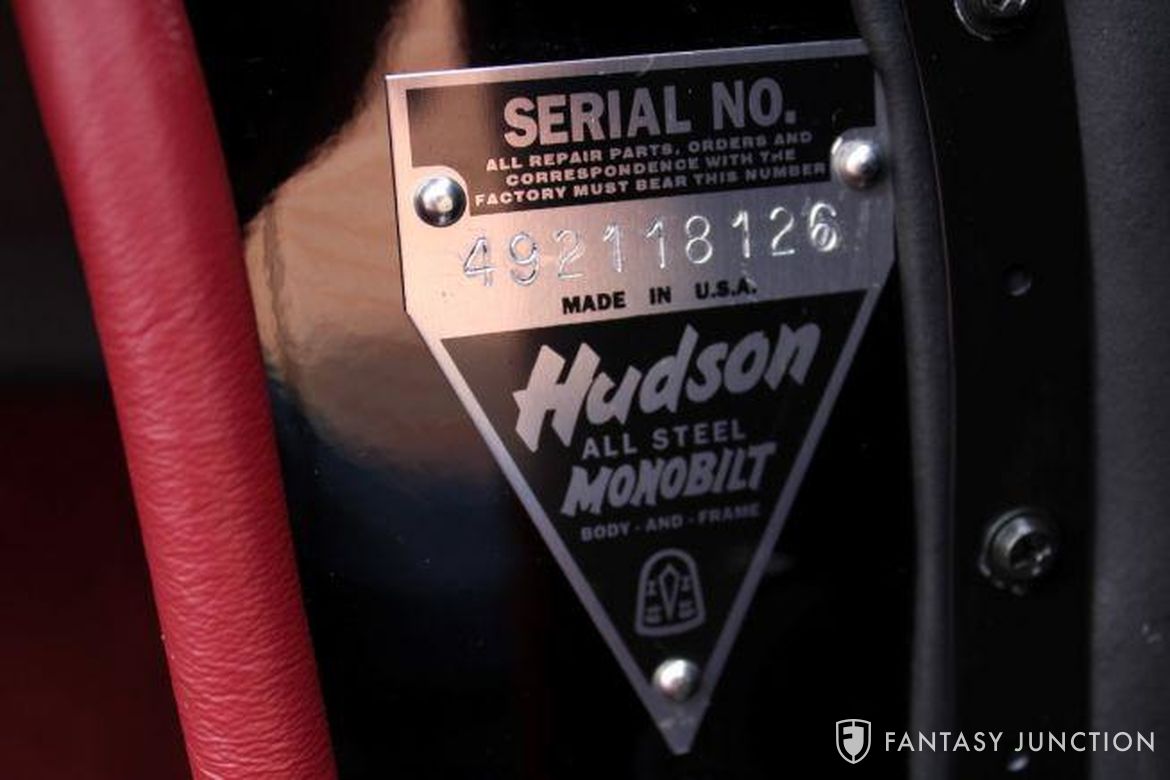 SERIAL NO.
ALL REPAIR PARTS, ORDERS AND
CORRESPONDENCE WITH THE
FACTORY MUST BEAR THIS NUMBER
492118126
MADE IN U.S.A.
Hudson
ALL STEEL
MONOBILT
BODY-AND-FRAME
FANTASY JUNCTION